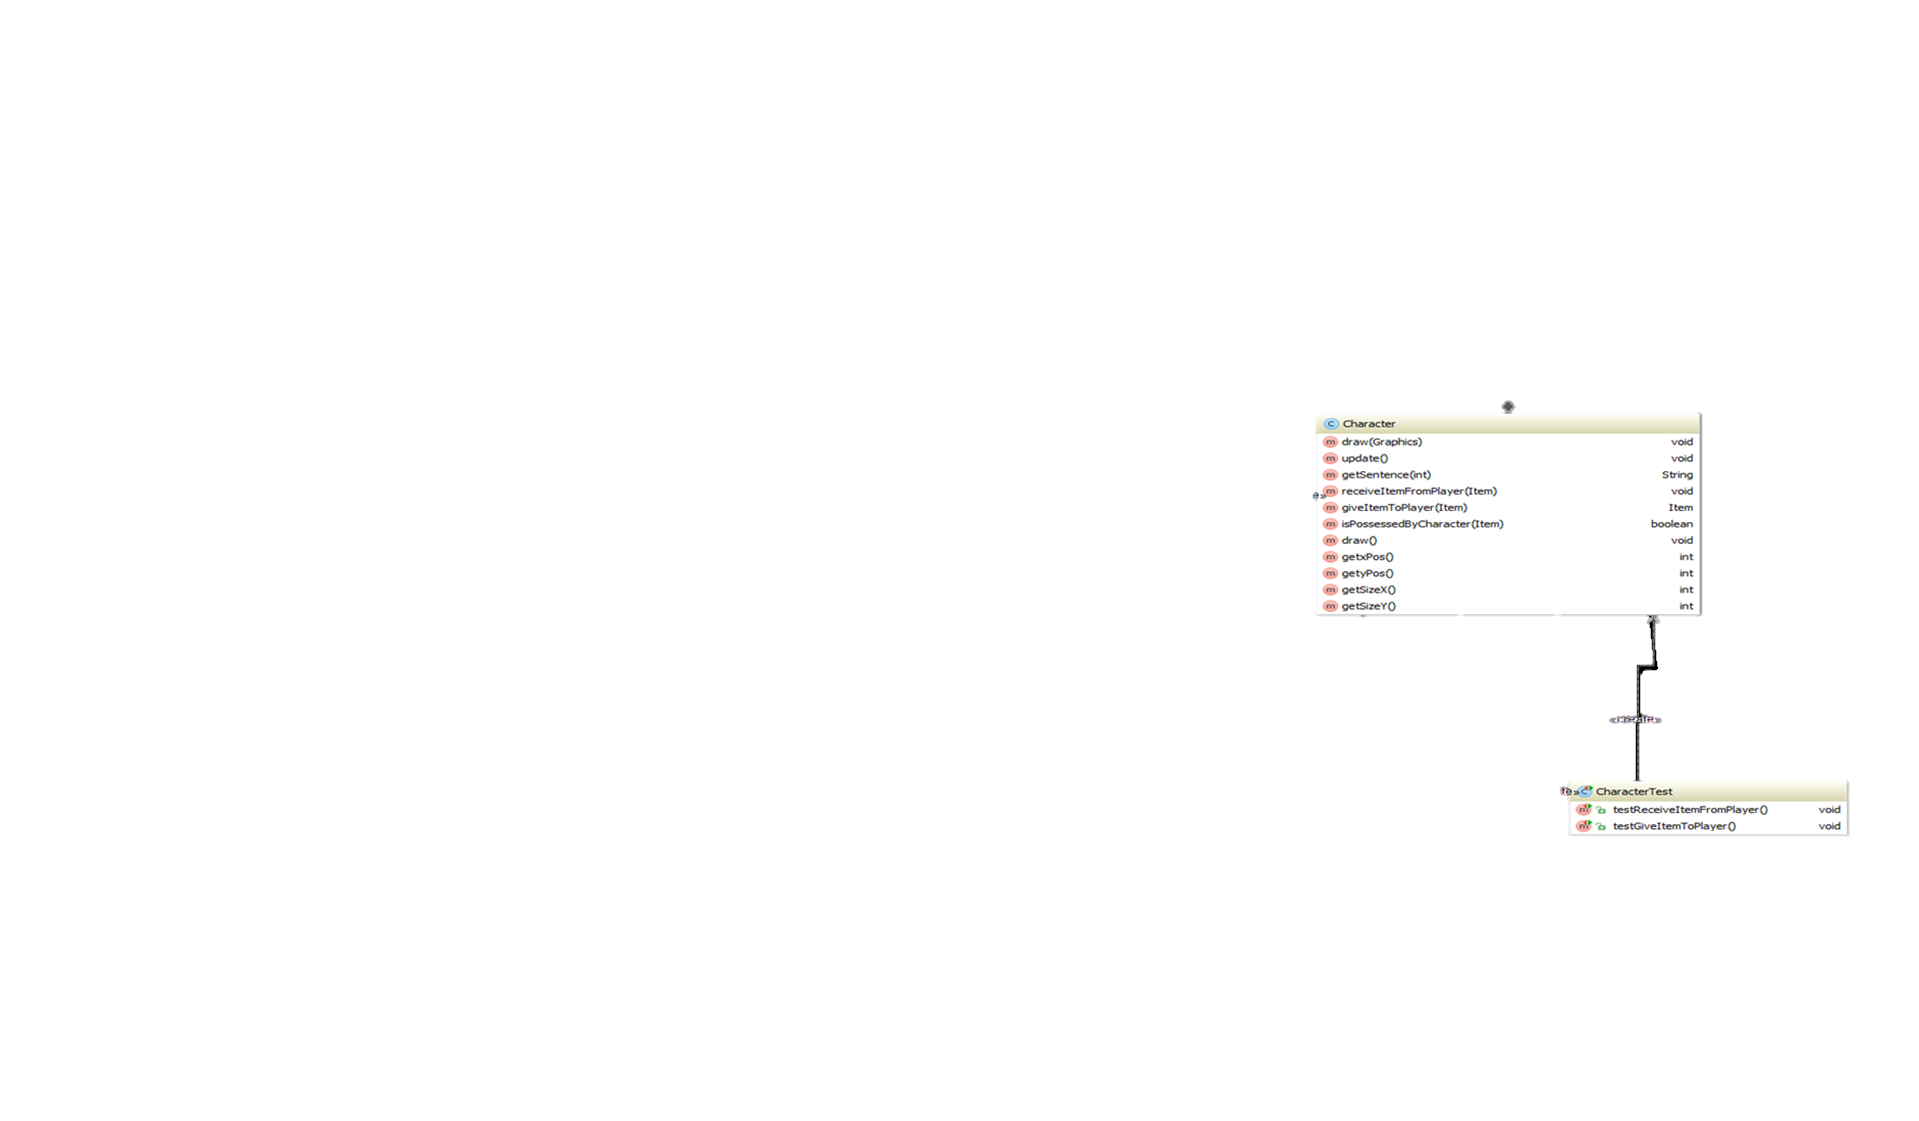 Character
draw(Graphics) void
update() void
getSentence(int) String
receiveItemFromPlayer(Item) void
giveItemToPlayer(Item) Item
isPossessedByCharacter(Item) boolean
draw() void
getxPos() int
getyPos() int
getSizeX() int
getSizeY() int
CharacterTest
testReceiveItemFromPlayer() void
testGiveItemToPlayer() void